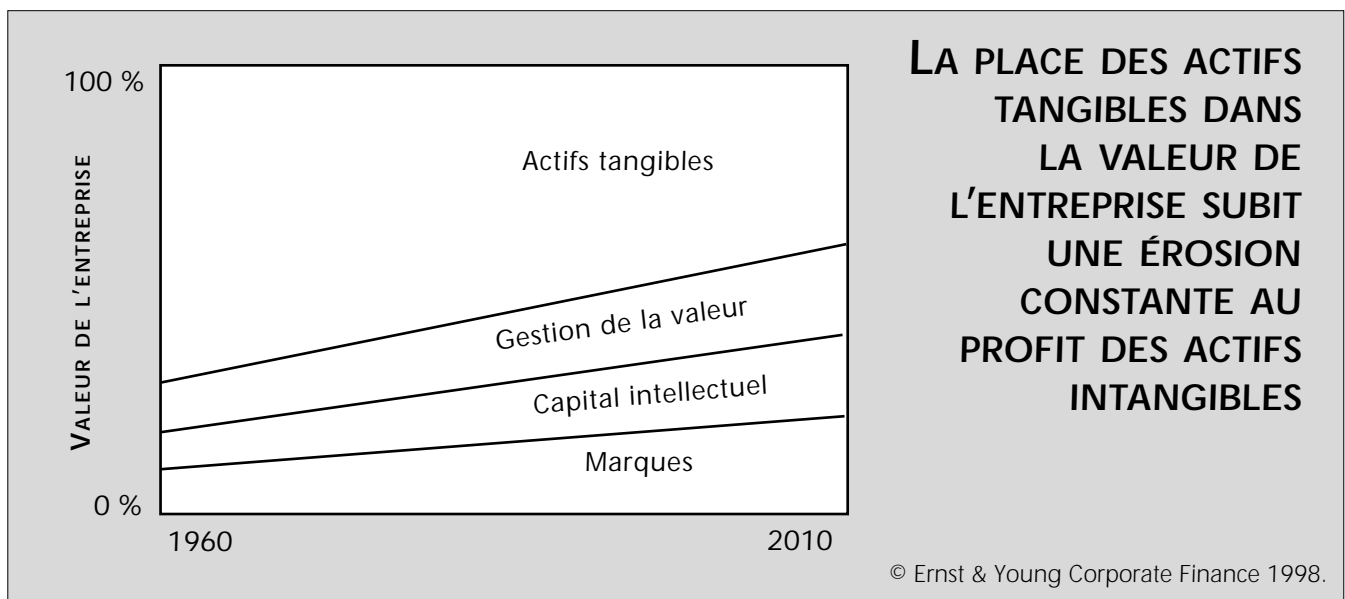 LA PLACE DES ACTIFS
TANGIBLES DANS
LA VALEUR DE
L'ENTREPRISE SUBIT
UNE ÉROSION
CONSTANTE AU
PROFIT DES ACTIFS
INTANGIBLES
100 %
VALEUR DE L'ENTREPRISE
Actifs tangibles
Gestion de la valeur
Capital intellectuel
Marques
0 %
1960
2010
© Ernst & Young Corporate Finance 1998.